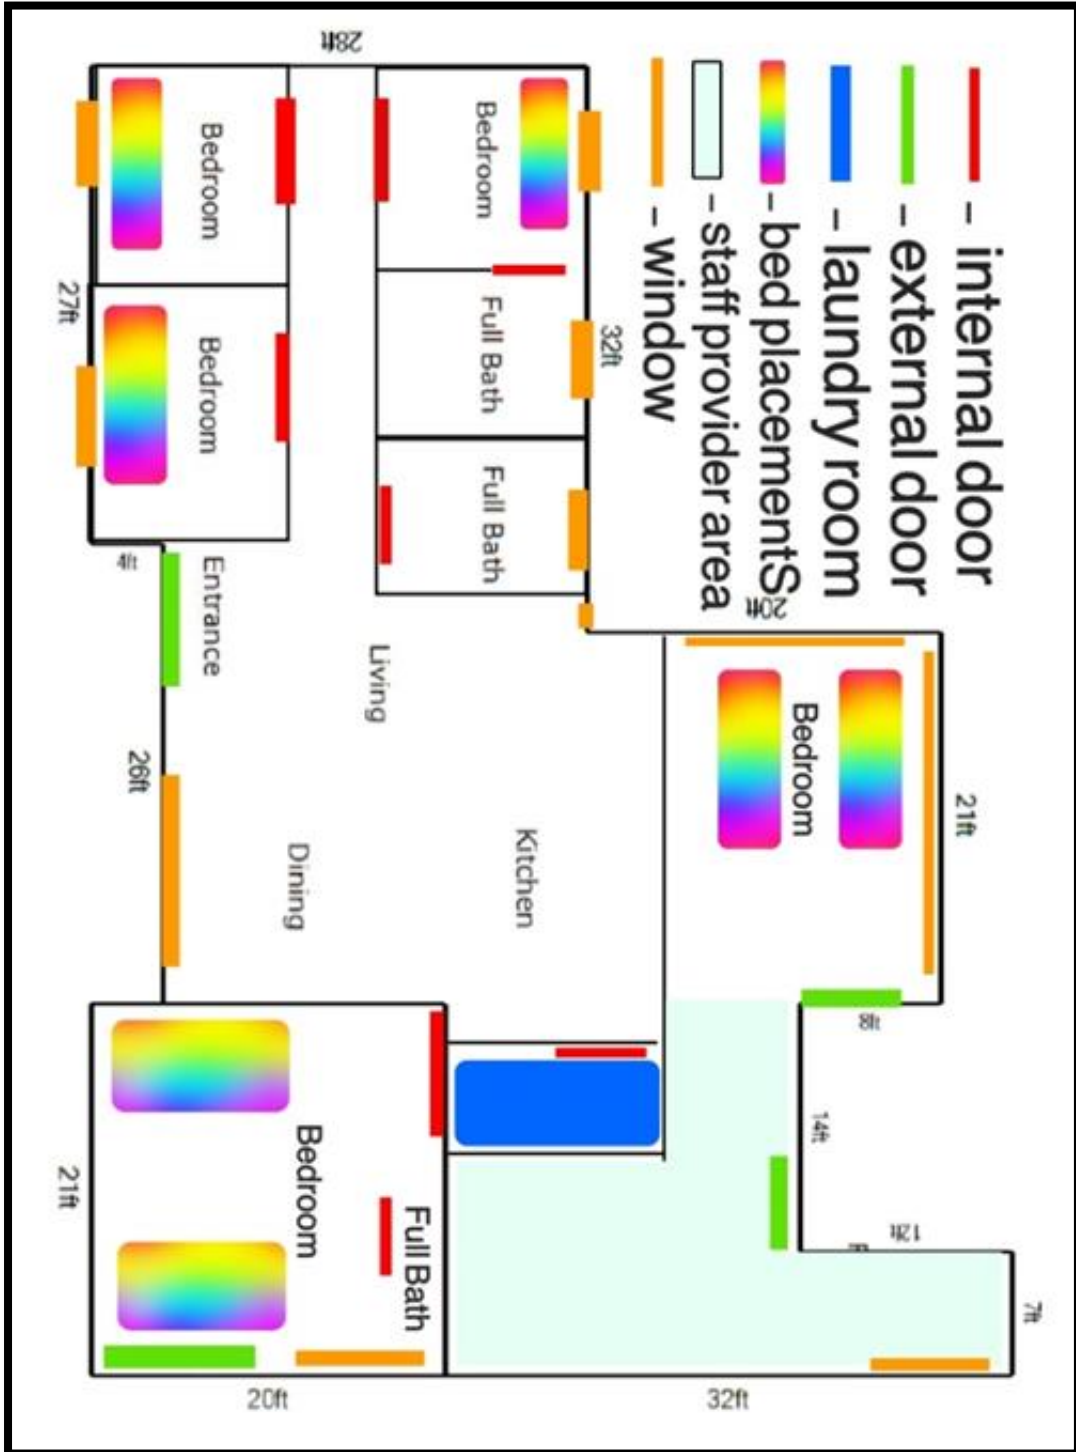 – internal door
– external door
– laundry room
– bed placementS
– staff provider area
– window
28ft
Bedroom
Bedroom
Bedroom
27ft
32ft
Full Bath
Full Bath
4ft
Entrance
20ft
Living
26ft
Dining
Kitchen
Bedroom
21ft
8ft
14ft
12ft
7ft
Bedroom
Full Bath
21ft
20ft
32ft